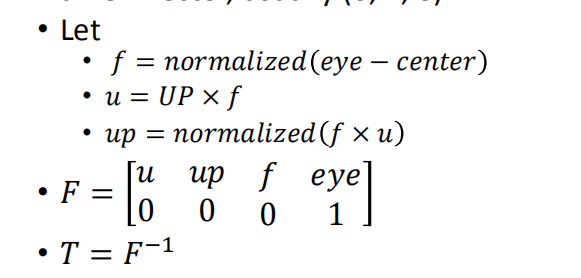 • Let
• f = normalized(eye − center)
• u = UP × f
• up = normalized(f × u)
• F = [u up f eye
0 0 0 1]
• T = F⁻¹